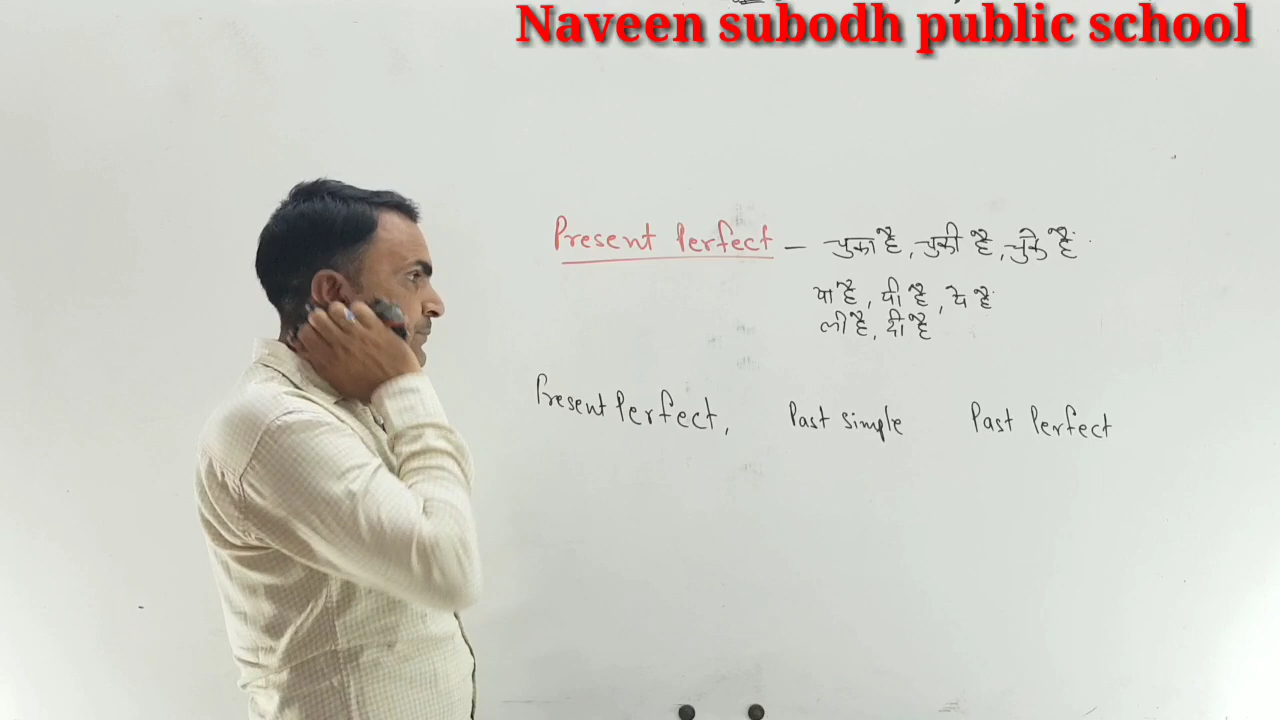 Naveen subodh public school
Present Perfect – चुका है, चुकी है, चुके हैं
या है, यी है, ये हैं
ली है, दी है
Present Perfect, Past simple Past Perfect